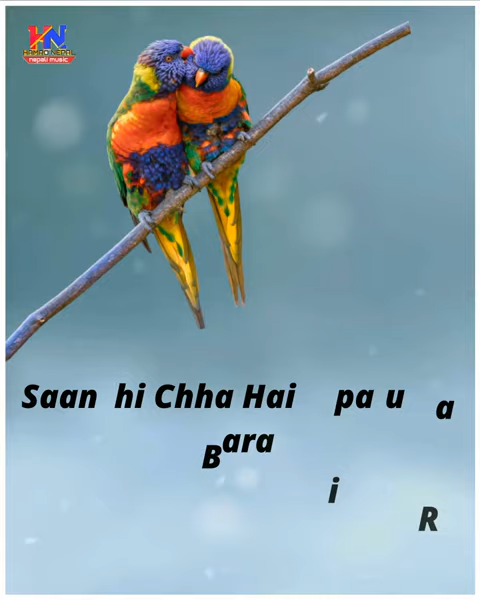 HAMRO NEPAL
nepali music
Saan hi Chha Hai pa u a
Bara
i
R